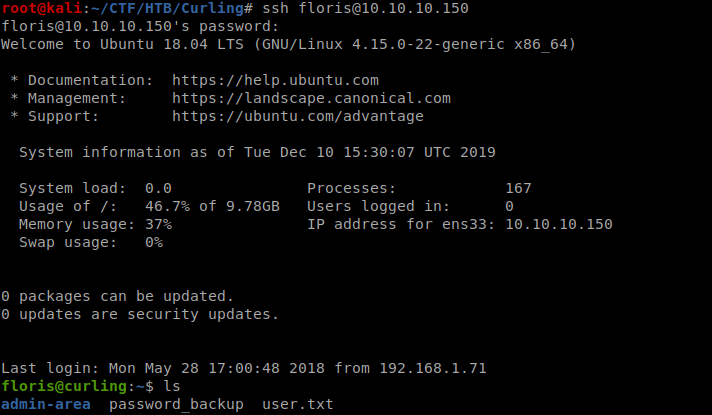 root@kali:~/CTF/HTB/Curling# ssh floris@10.10.10.150
floris@10.10.10.150's password:
Welcome to Ubuntu 18.04 LTS (GNU/Linux 4.15.0-22-generic x86_64)
* Documentation:  https://help.ubuntu.com
* Management:     https://landscape.canonical.com
* Support:        https://ubuntu.com/advantage
System information as of Tue Dec 10 15:30:07 UTC 2019
System load:  0.0               Processes:            167
Usage of /:   46.7% of 9.78GB   Users logged in:      0
Memory usage: 37%               IP address for ens33: 10.10.10.150
Swap usage:   0%
0 packages can be updated.
0 updates are security updates.
Last login: Mon May 28 17:00:48 2018 from 192.168.1.71
floris@curling:~$ ls
admin-area  password_backup  user.txt